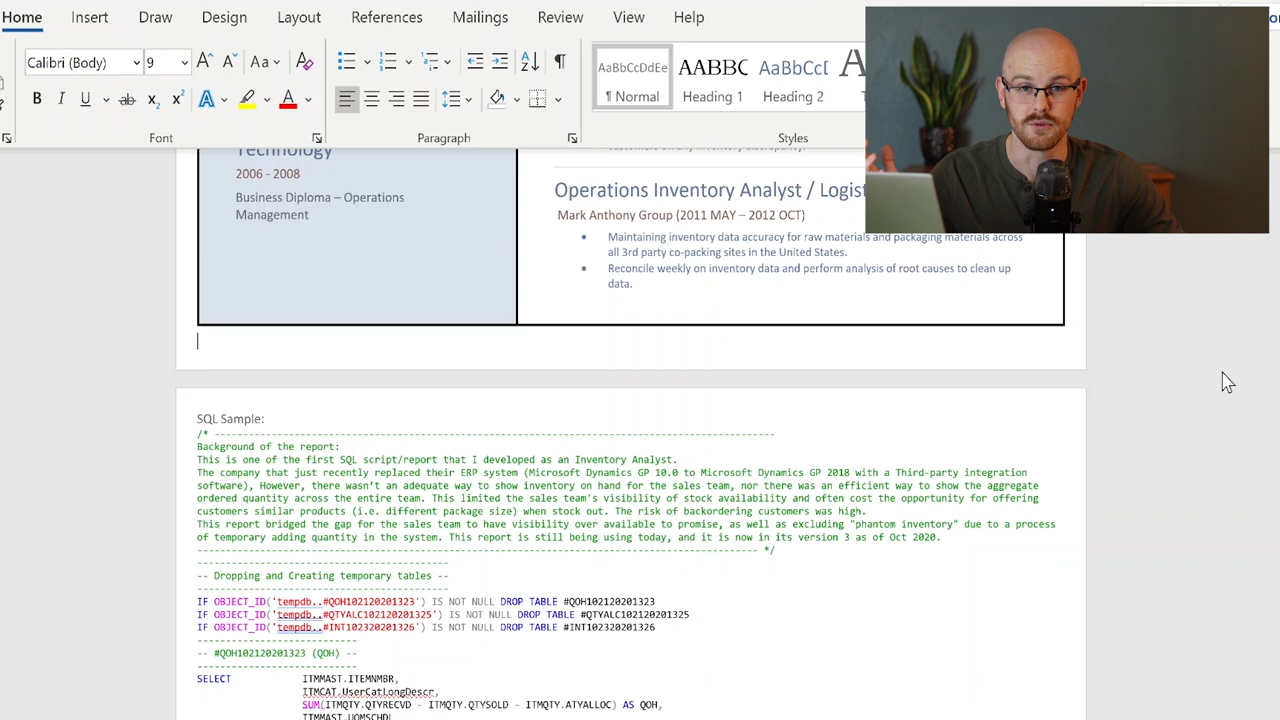 Home Insert Draw Design Layout References Mailings Review View Help
Calibri (Body) 9 Aa
AaBbCcDdEe AABBC AaBbCcD A
¶ Normal Heading 1 Heading 2 T
B I U ab x₂ x² A A
Font Paragraph Styles
Technology
2006 - 2008
Business Diploma – Operations
Management
customers on any inventory discrepancy.
Operations Inventory Analyst / Logist
Mark Anthony Group (2011 MAY – 2012 OCT)
• Maintaining inventory data accuracy for raw materials and packaging materials across
all 3rd party co-packing sites in the United States.
• Reconcile weekly on inventory data and perform analysis of root causes to clean up
data.
SQL Sample:
/* ------------------------------------------------------------------------------------
Background of the report:
This is one of the first SQL script/report that I developed as an Inventory Analyst.
The company that just recently replaced their ERP system (Microsoft Dynamics GP 10.0 to Microsoft Dynamics GP 2018 with a Third-party integration
software), However, there wasn't an adequate way to show inventory on hand for the sales team, nor there was an efficient way to show the aggregate
ordered quantity across the entire team. This limited the sales team's visibility of stock availability and often cost the opportunity for offering
customers similar products (i.e. different package size) when stock out. The risk of backordering customers was high.
This report bridged the gap for the sales team to have visibility over available to promise, as well as excluding "phantom inventory" due to a process
of temporary adding quantity in the system. This report is still being using today, and it is now in its version 3 as of Oct 2020.
------------------------------------------------------------------------------------ */
--------------------------------------
-- Dropping and Creating temporary tables --
--------------------------------------
IF OBJECT_ID('tempdb..#QOH102120201323') IS NOT NULL DROP TABLE #QOH102120201323
IF OBJECT_ID('tempdb..#QTYALC102120201325') IS NOT NULL DROP TABLE #QTYALC102120201325
IF OBJECT_ID('tempdb..#INT102320201326') IS NOT NULL DROP TABLE #INT102320201326
------------------------
-- #QOH102120201323 (QOH) --
------------------------
SELECT ITMMAST.ITEMNMBR,
ITMCAT.UserCatLongDescr,
SUM(ITMQTY.QTYRECVD - ITMQTY.QTYSOLD - ITMQTY.ATYALLOC) AS QOH,
ITMMAST.UOMSCHDL